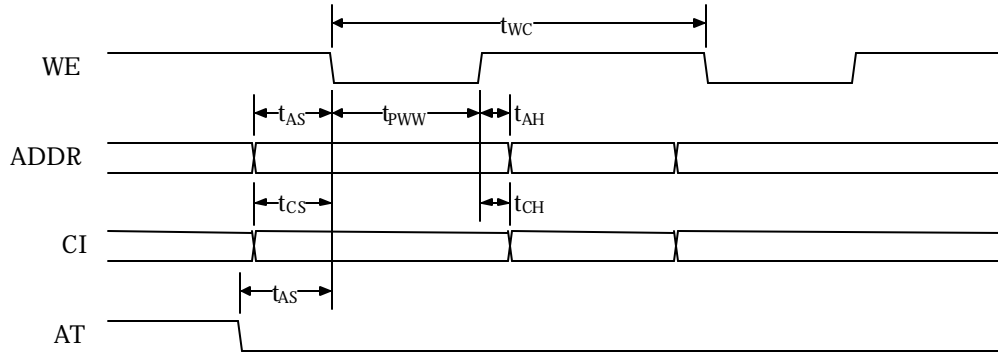 tWC
WE
tAS tPWW tAH
ADDR
tCS tCH
CI
tAS
AT